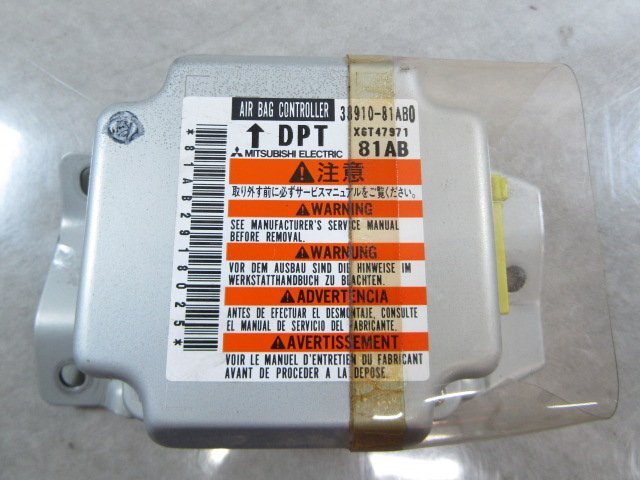 AIR BAG CONTROLLER 38910-81AB0
↑ DPT X6T47971
MITSUBISHI ELECTRIC 81AB
*81AB2918025*
⚠注意
取り外す前に必ずサービスマニュアルをご覧ください。
⚠WARNING
SEE MANUFACTURER'S SERVICE MANUAL
BEFORE REMOVAL.
⚠WARNUNG
VOR DEM AUSBAU SIND DIE HINWEISE IM
WERKSTATTHANDBUCH ZU BEACHTEN.
⚠ADVERTENCIA
ANTES DE EFECTUAR EL DESMONTAJE, CONSULTE
EL MANUAL DE SERVICIO DEL FABRICANTE.
⚠AVERTISSEMENT
VOIR LE MANUEL D'ENTRETIEN DU FABRICANT
AVANT DE PROCEDER A LA DEPOSE.